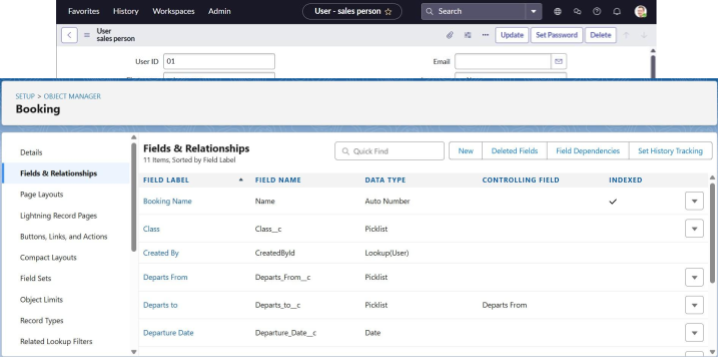 Favorites History Workspaces Admin User - sales person Search
User
sales person
Update Set Password Delete
User ID 01 Email
SETUP > OBJECT MANAGER
Booking
Details
Fields & Relationships
Page Layouts
Lightning Record Pages
Buttons, Links, and Actions
Compact Layouts
Field Sets
Object Limits
Record Types
Related Lookup Filters
Fields & Relationships
11 Items, Sorted by Field Label
Quick Find New Deleted Fields Field Dependencies Set History Tracking
FIELD LABEL FIELD NAME DATA TYPE CONTROLLING FIELD INDEXED
Booking Name Name Auto Number
Class Class__c Picklist
Created By CreatedById Lookup(User)
Departs From Departs_From__c Picklist
Departs to Departs_to__c Picklist Departs From
Departure Date Departure_Date__c Date